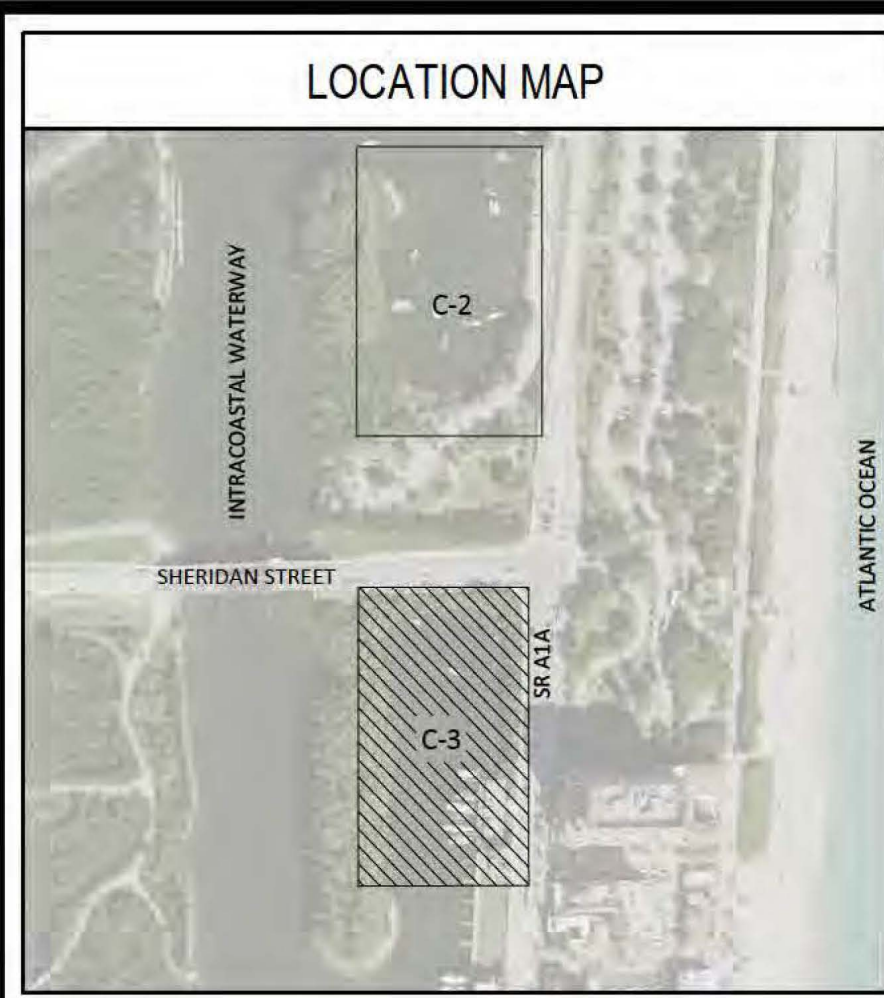 LOCATION MAP
C-2
INTRACOASTAL WATERWAY
ATLANTIC OCEAN
SHERIDAN STREET
SR A1A
C-3